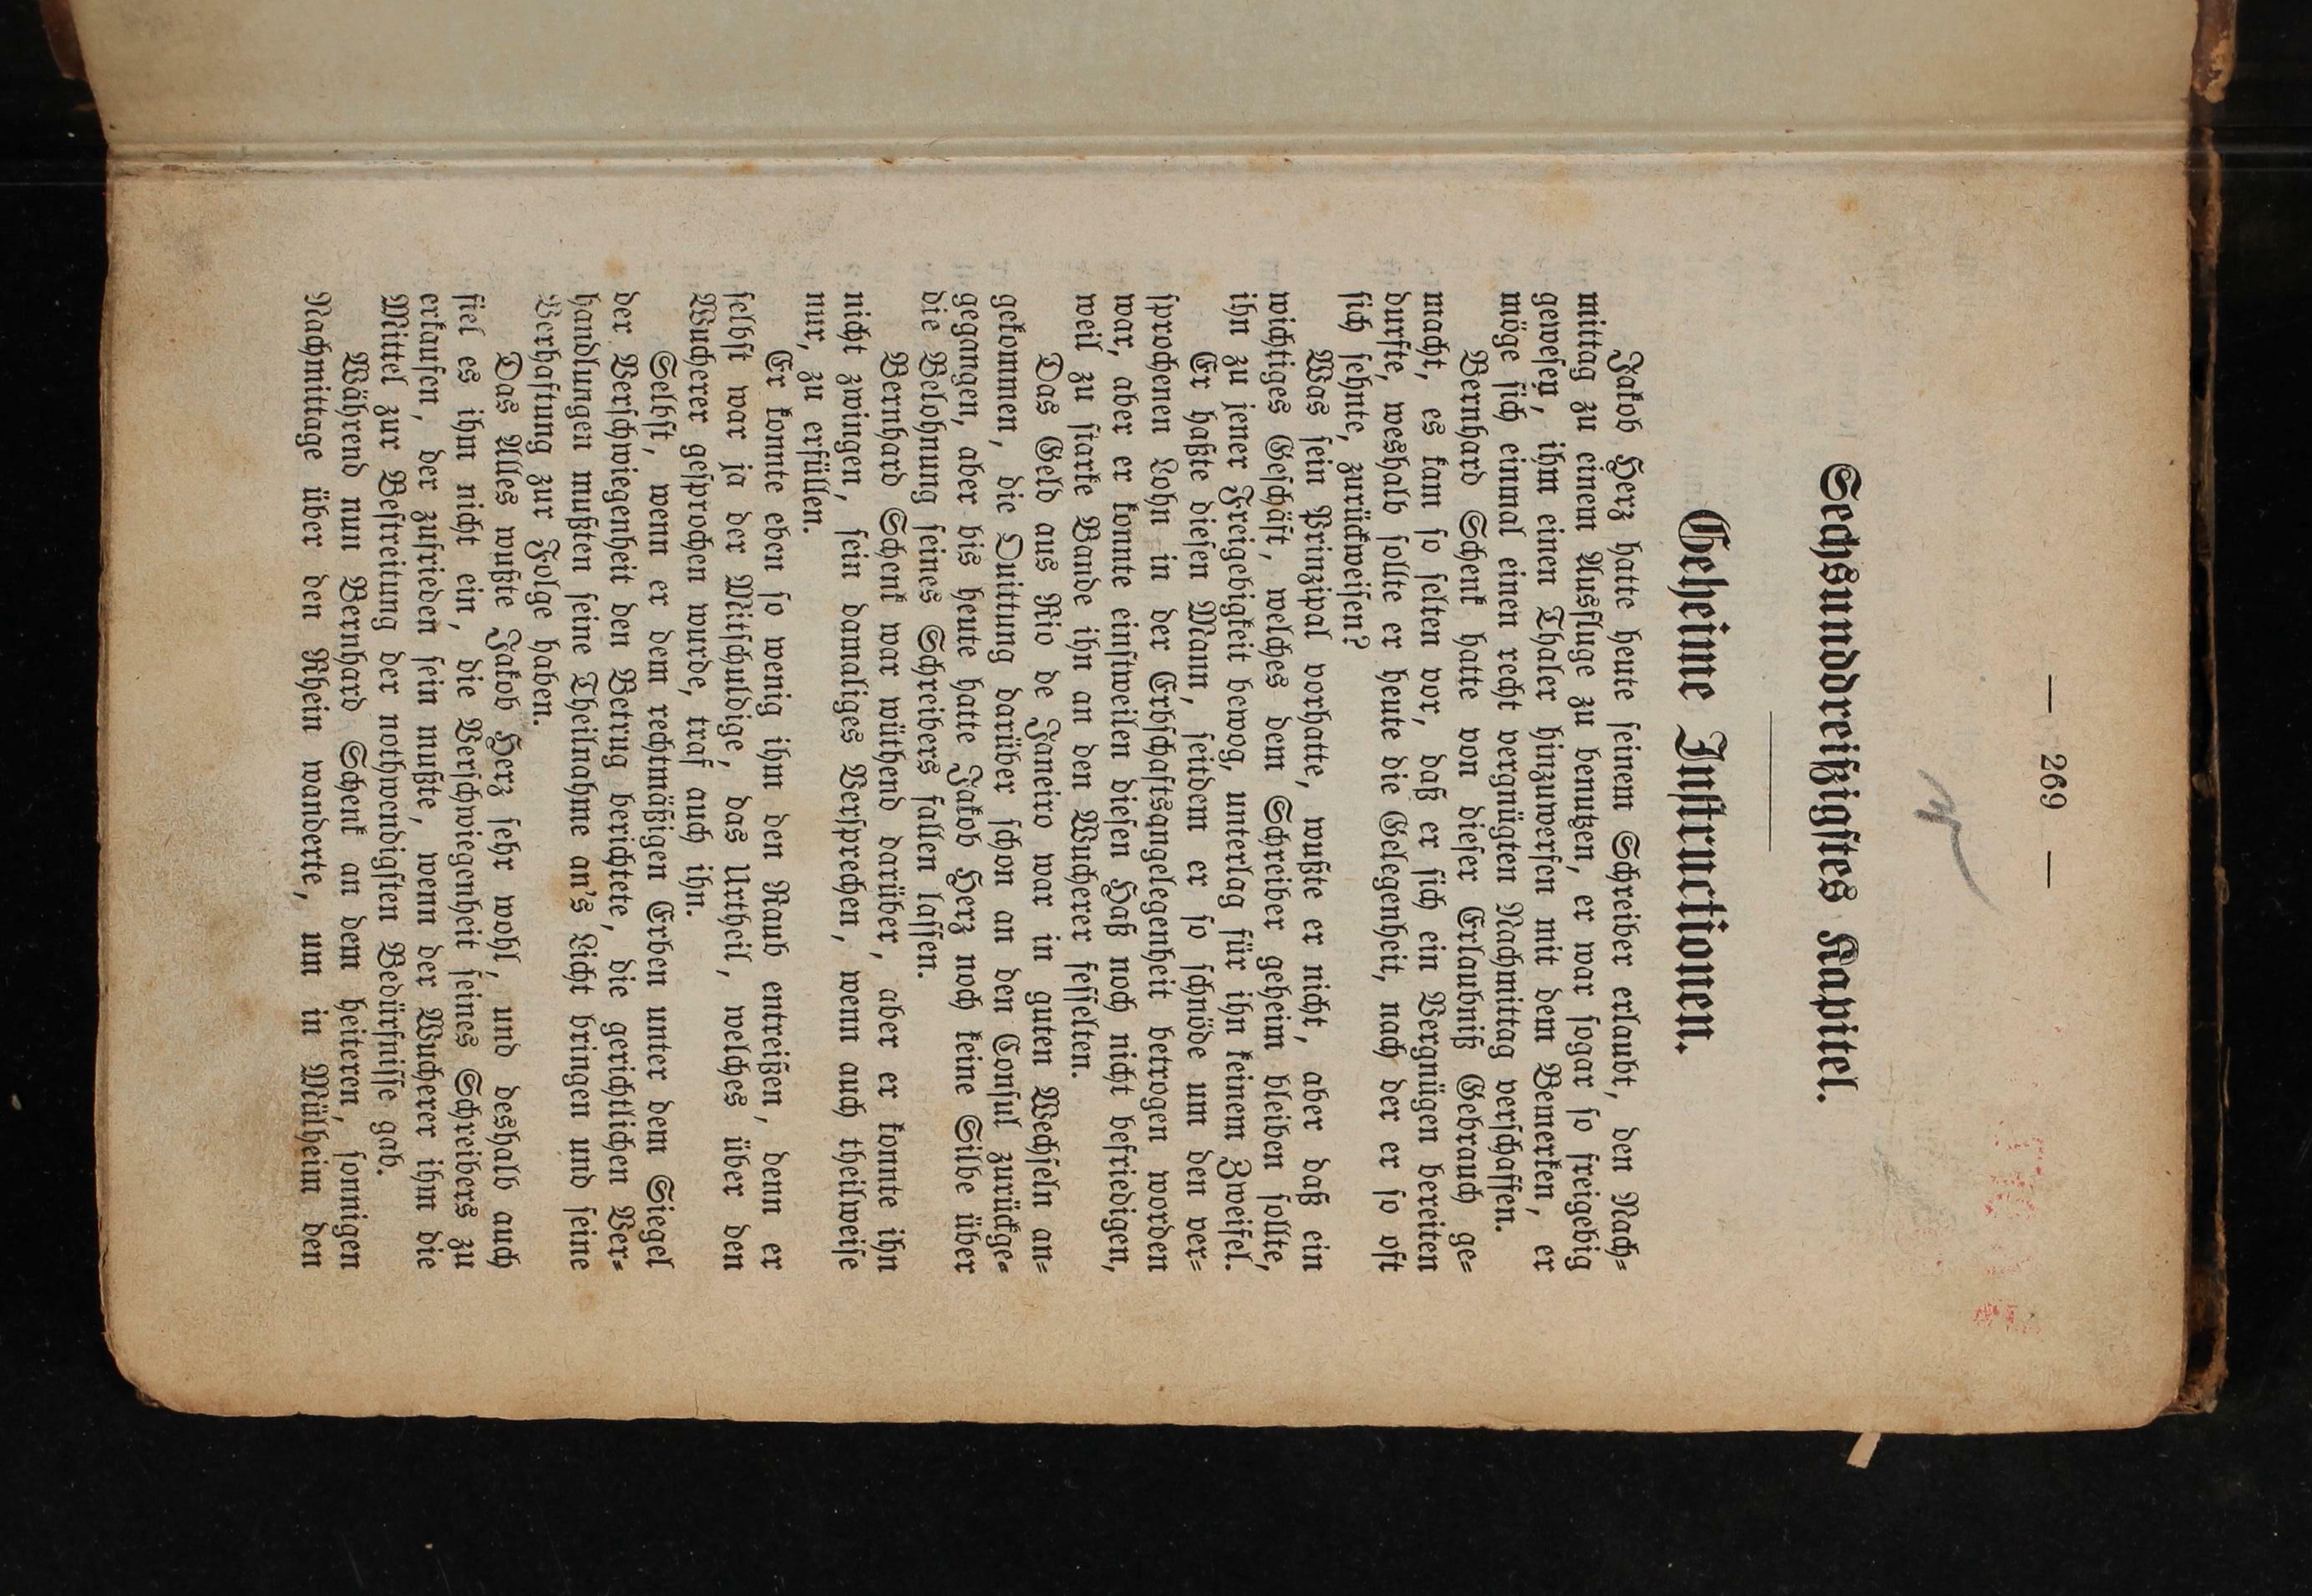 — 269 —
Sechsunddreißigstes Kapitel.
Geheime Instructionen.
Jakob Herz hatte heute seinem Schreiber erlaubt, den Nach-
mittag zu einem Ausfluge zu benutzen, er war sogar so freigebig
gewesen, ihm einen Thaler hinzuwerfen mit dem Bemerken, er
möge sich einmal einen recht vergnügten Nachmittag verschaffen.
Bernhard Schenk hatte von dieser Erlaubniß Gebrauch ge-
macht, es kam so selten vor, daß er sich ein Vergnügen bereiten
durfte, weshalb sollte er heute die Gelegenheit, nach der er so oft
sich sehnte, zurückweisen?
Was sein Prinzipal vorhatte, wußte er nicht, aber daß ein
wichtiges Geschäft, welches dem Schreiber geheim bleiben sollte,
ihn zu jener Freigebigkeit bewog, unterlag für ihn keinem Zweifel.
Er haßte diesen Mann, seitdem er so schnöde um den ver-
sprochenen Lohn in der Erbschaftsangelegenheit betrogen worden
war, aber er konnte einstweilen diesen Haß noch nicht befriedigen,
weil zu starke Bande ihn an den Wucherer fesselten.
Das Geld aus Rio de Janeiro war in guten Wechseln an-
gekommen, die Quittung darüber schon an den Consul zurückge-
gegangen, aber bis heute hatte Jakob Herz noch keine Silbe über
die Belohnung seines Schreibers fallen lassen.
Bernhard Schenk war wüthend darüber, aber er konnte ihn
nicht zwingen, sein damaliges Versprechen, wenn auch theilweise
nur, zu erfüllen.
Er konnte eben so wenig ihm den Raub entreißen, denn er
selbst war ja der Mitschuldige, das Urtheil, welches über den
Wucherer gesprochen wurde, traf auch ihn.
Selbst, wenn er dem rechtmäßigen Erben unter dem Siegel
der Verschwiegenheit den Betrug berichtete, die gerichtlichen Ver-
handlungen mußten seine Theilnahme an's Licht bringen und seine
Verhaftung zur Folge haben.
Das Alles wußte Jakob Herz sehr wohl, und deshalb auch
fiel es ihm nicht ein, die Verschwiegenheit seines Schreibers zu
erkaufen, der zufrieden sein mußte, wenn der Wucherer ihm die
Mittel zur Bestreitung der nothwendigsten Bedürfnisse gab.
Während nun Bernhard Schenk an dem heiteren, sonnigen
Nachmittage über den Rhein wanderte, um in Mülheim den